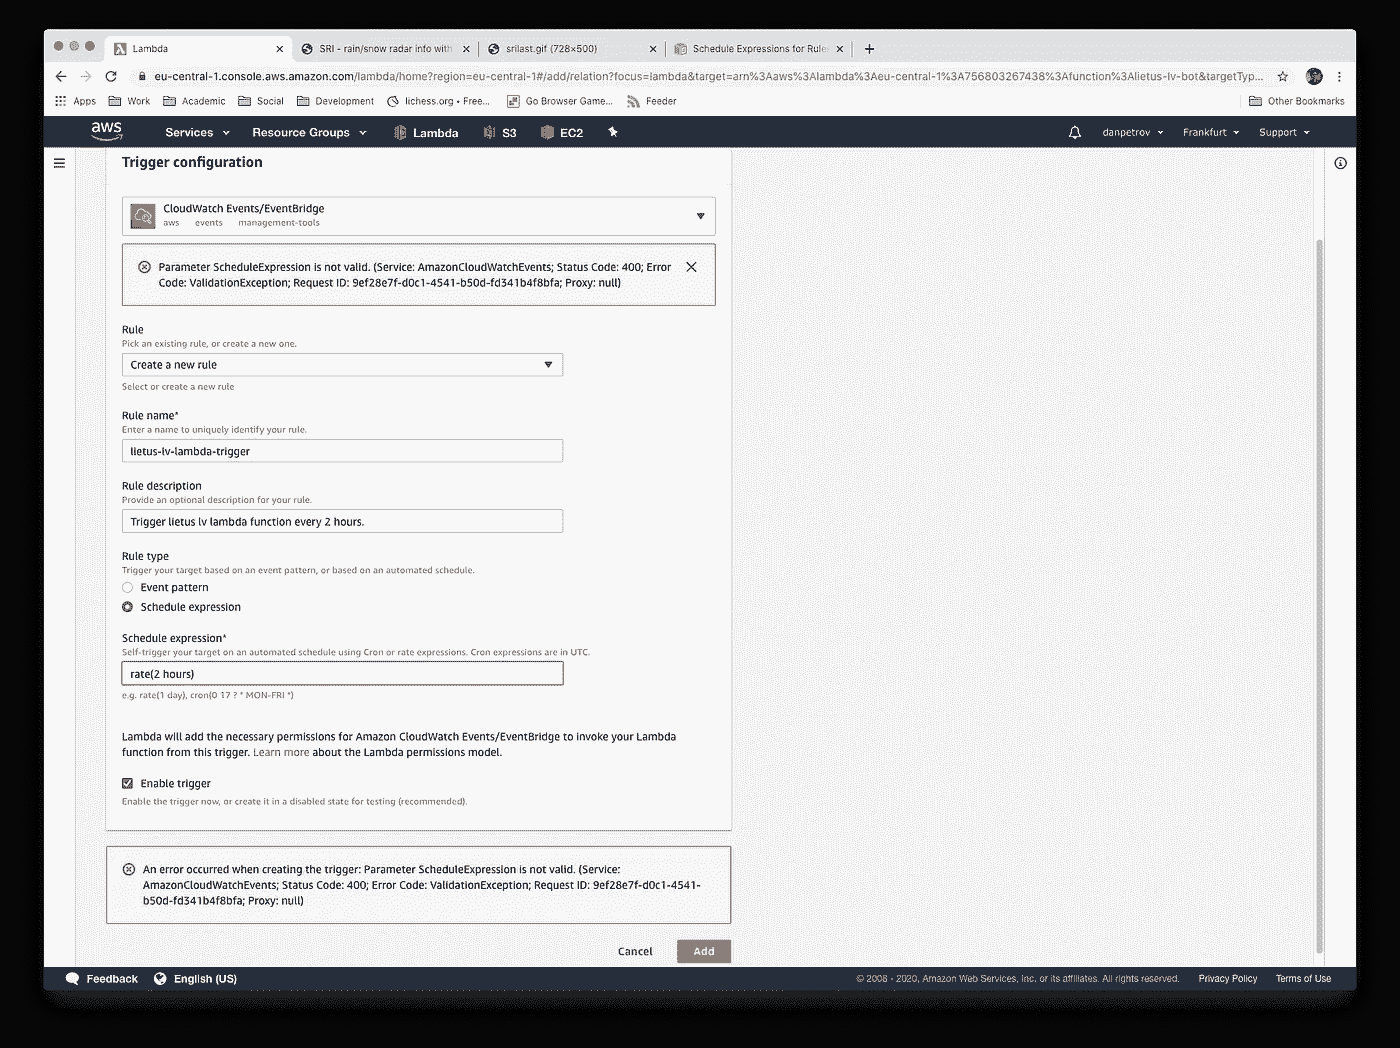 Lambda
SRI - rain/snow radar info with
srilast.gif (728×500)
Schedule Expressions for Rule
eu-central-1.console.aws.amazon.com/lambda/home?region=eu-central-1#/add/relation?focus=lambda&target=arn%3Aaws%3Alambda%3Aeu-central-1%3A756803267438%3Afunction%3Alietus-lv-bot&targetTyp...
Apps Work Academic Social Development lichess.org • Free... Go Browser Game... Feeder Other Bookmarks
aws Services Resource Groups Lambda S3 EC2 danpetrov Frankfurt Support
Trigger configuration
CloudWatch Events/EventBridge
aws events management-tools
Parameter ScheduleExpression is not valid. (Service: AmazonCloudWatchEvents; Status Code: 400; Error
Code: ValidationException; Request ID: 9ef28e7f-d0c1-4541-b50d-fd341b4f8bfa; Proxy: null)
Rule
Pick an existing rule, or create a new one.
Create a new rule
Select or create a new rule
Rule name*
Enter a name to uniquely identify your rule.
lietus-lv-lambda-trigger
Rule description
Provide an optional description for your rule.
Trigger lietus lv lambda function every 2 hours.
Rule type
Trigger your target based on an event pattern, or based on an automated schedule.
Event pattern
Schedule expression
Schedule expression*
Self-trigger your target on an automated schedule using Cron or rate expressions. Cron expressions are in UTC.
rate(2 hours)
e.g. rate(1 day), cron(0 17 ? * MON-FRI *)
Lambda will add the necessary permissions for Amazon CloudWatch Events/EventBridge to invoke your Lambda
function from this trigger. Learn more about the Lambda permissions model.
Enable trigger
Enable the trigger now, or create it in a disabled state for testing (recommended).
An error occurred when creating the trigger: Parameter ScheduleExpression is not valid. (Service:
AmazonCloudWatchEvents; Status Code: 400; Error Code: ValidationException; Request ID: 9ef28e7f-d0c1-4541-
b50d-fd341b4f8bfa; Proxy: null)
Cancel Add
Feedback English (US) © 2008 - 2020, Amazon Web Services, Inc. or its affiliates. All rights reserved. Privacy Policy Terms of Use